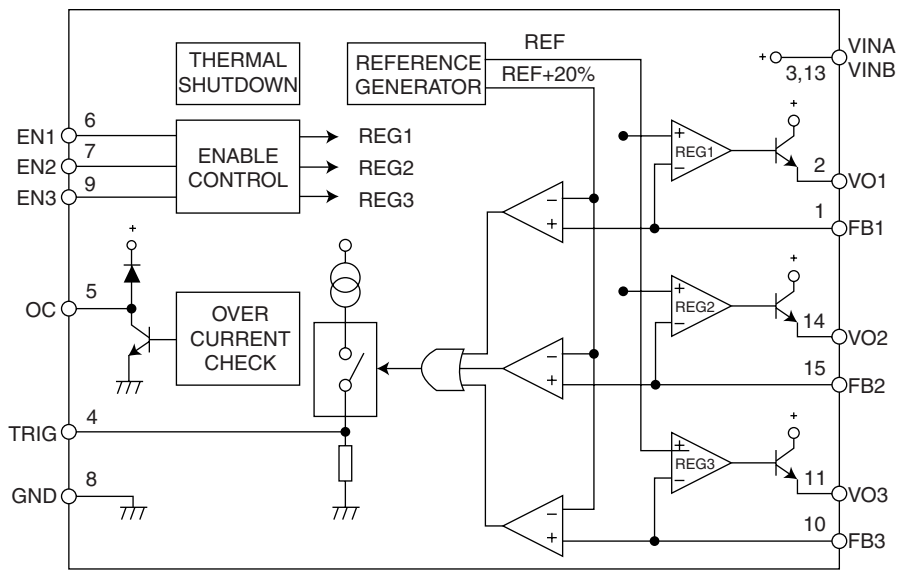 REF
THERMAL
SHUTDOWN
REFERENCE
GENERATOR
REF+20%
+
3,13
VINA
VINB
EN1
6
EN2
7
EN3
9
ENABLE
CONTROL
REG1
REG2
REG3
+
REG1
−
+
2
VO1
1
FB1
−
+
+
OC
5
OVER
CURRENT
CHECK
+
REG2
−
+
14
VO2
15
FB2
−
+
TRIG
4
+
REG3
−
+
11
VO3
GND
8
10
FB3
−
+